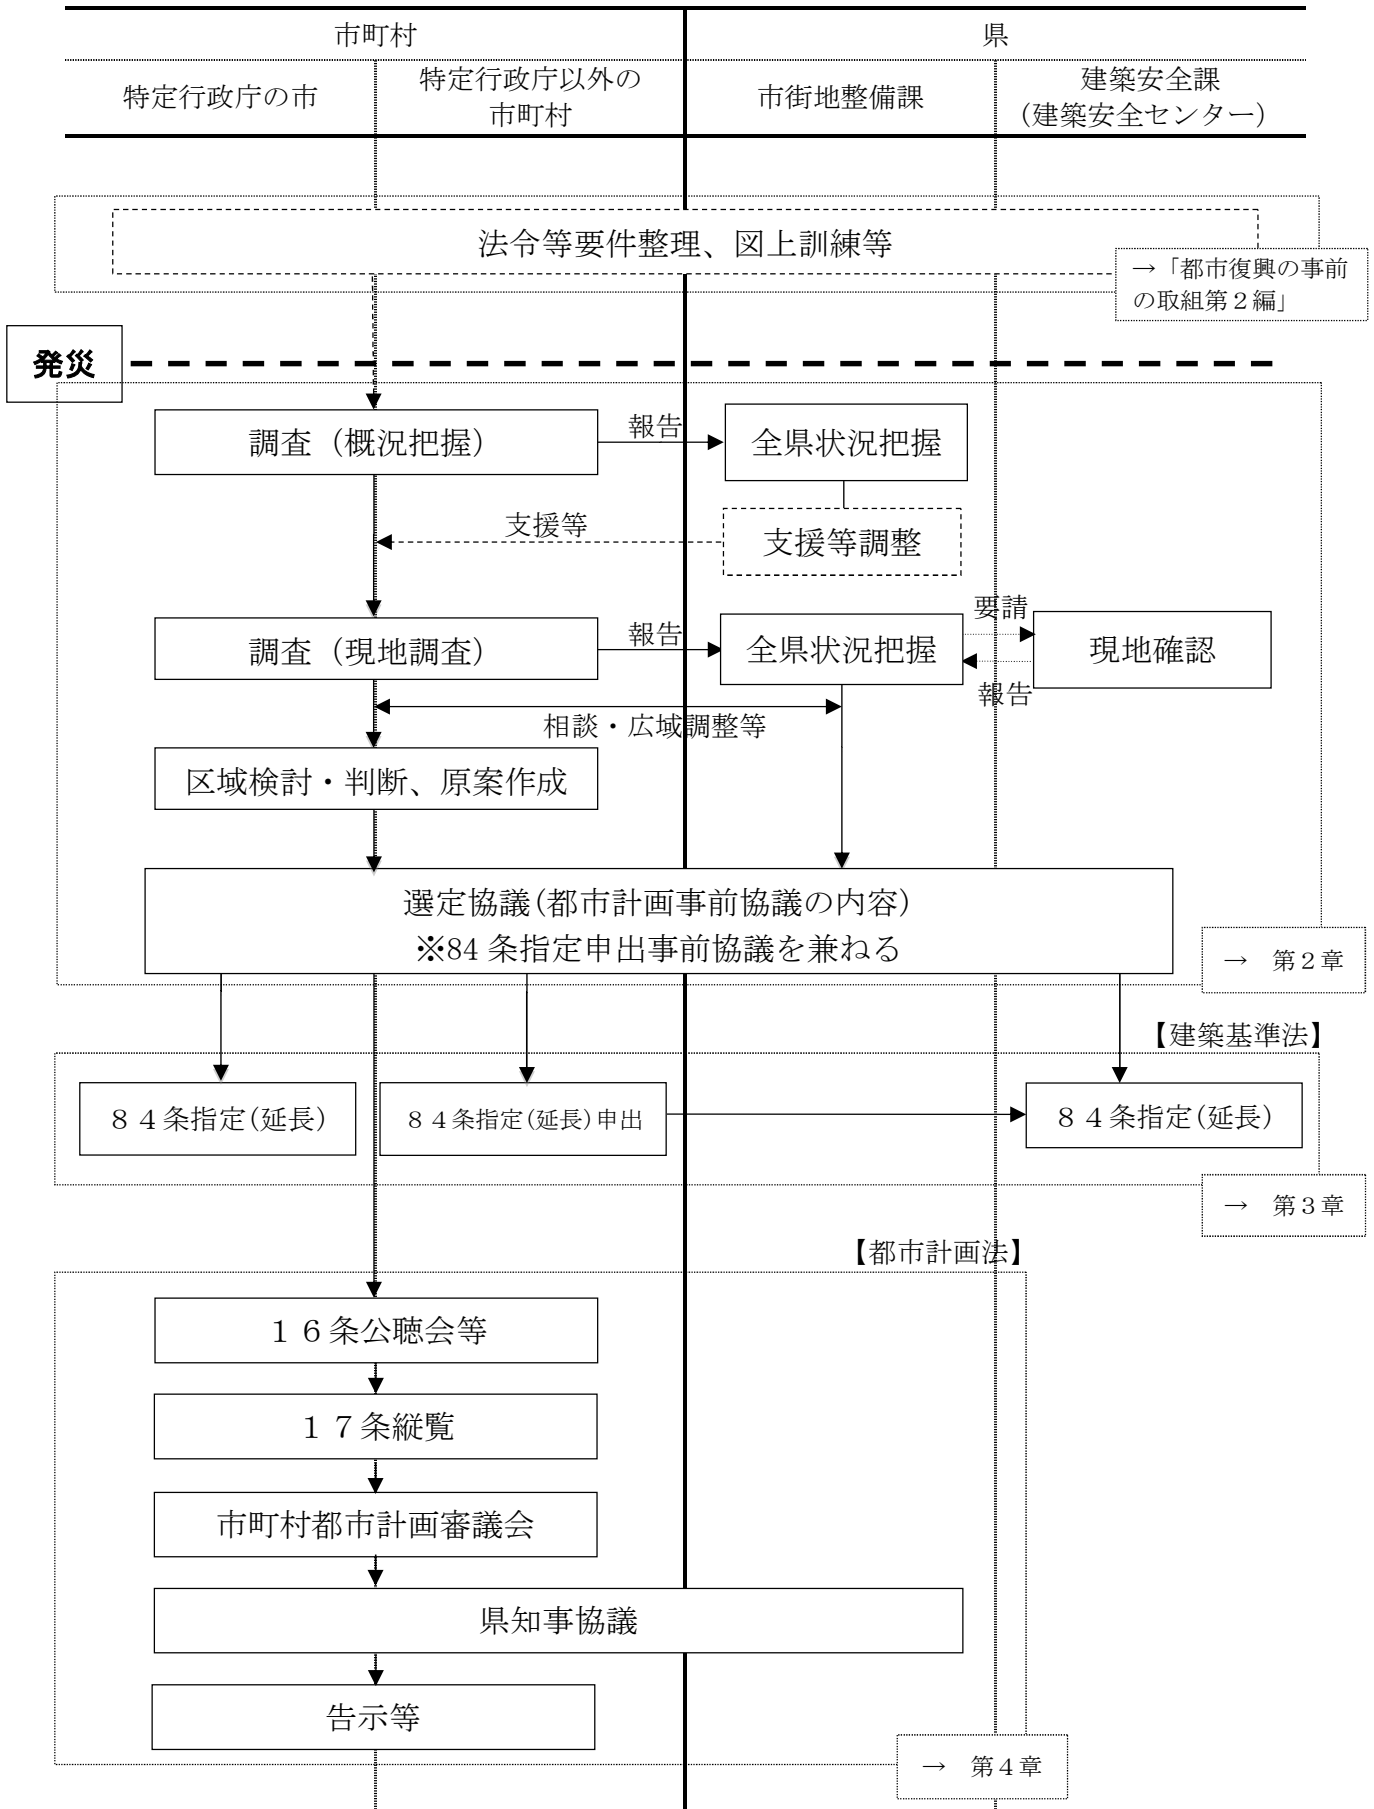 市町村
県
特定行政庁の市
特定行政庁以外の
市町村
市街地整備課
建築安全課
(建築安全センター)
法令等要件整理、図上訓練等
→「都市復興の事前
の取組第２編」
発災
調査（概況把握）
報告
全県状況把握
支援等
支援等調整
調査（現地調査）
報告
全県状況把握
要請
現地確認
報告
相談・広域調整等
区域検討・判断、原案作成
選定協議(都市計画事前協議の内容)
※84 条指定申出事前協議を兼ねる
→　第２章
【建築基準法】
８４条指定(延長)
８４条指定(延長)申出
８４条指定(延長)
→　第３章
【都市計画法】
１６条公聴会等
１７条縦覧
市町村都市計画審議会
県知事協議
告示等
→　第４章